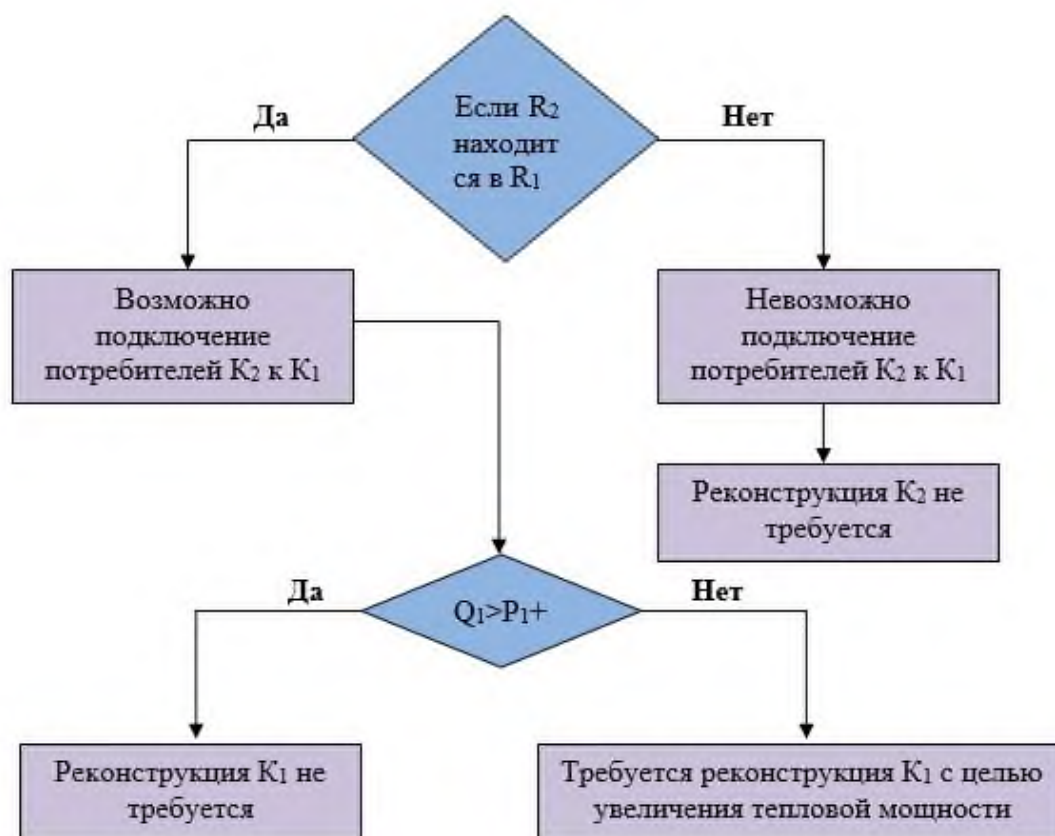 Если R₂
находит
ся в R₁
Да
Нет
Возможно
подключение
потребителей К₂ к К₁
Невозможно
подключение
потребителей К₂ к К₁
Реконструкция К₂ не
требуется
Да
Нет
Q₁>P₁+
Реконструкция К₁ не
требуется
Требуется реконструкция К₁ с целью
увеличения тепловой мощности